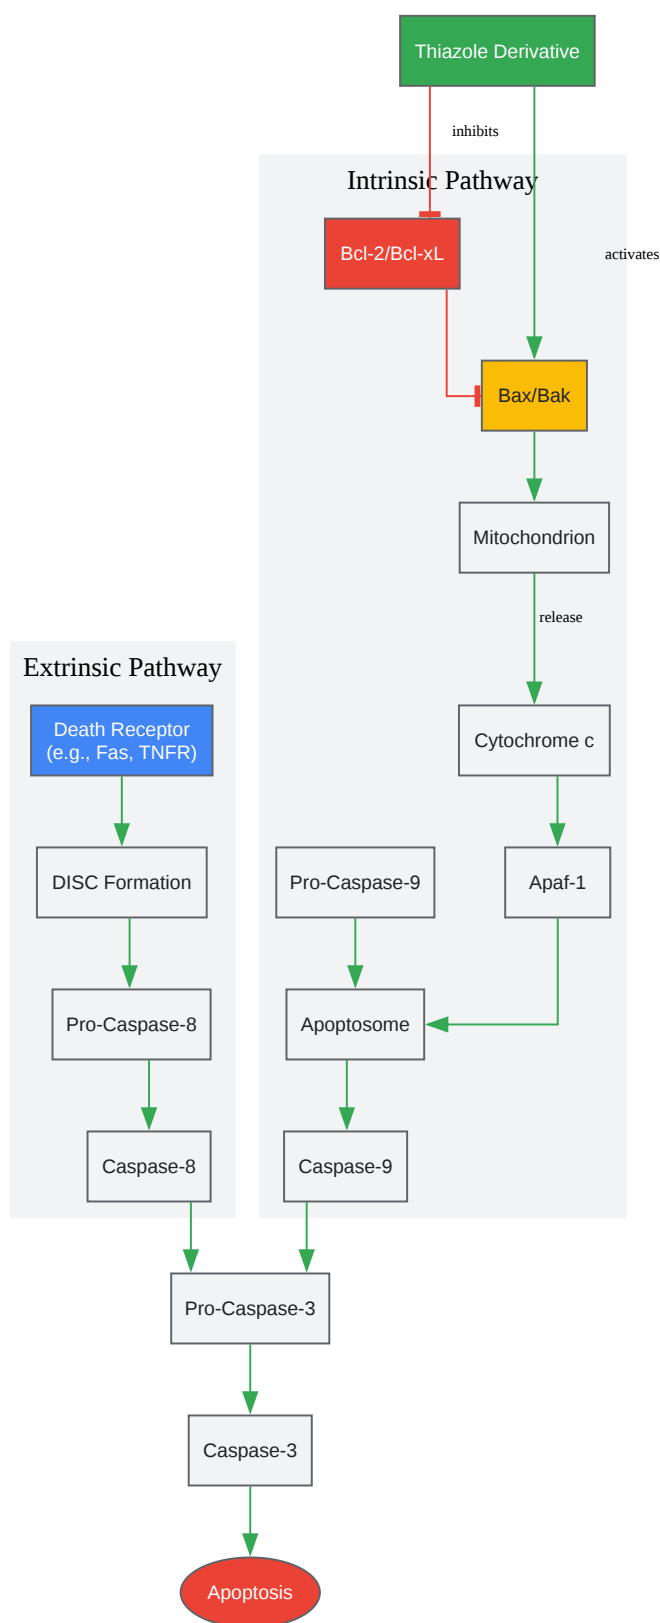 Thiazole Derivative
inhibits
Intrinsic Pathway
Bcl-2/Bcl-xL
activates
Bax/Bak
Mitochondrion
release
Extrinsic Pathway
Death Receptor
(e.g., Fas, TNFR)
Cytochrome c
DISC Formation
Pro-Caspase-9
Apaf-1
Pro-Caspase-8
Apoptosome
Caspase-8
Caspase-9
Pro-Caspase-3
Caspase-3
Apoptosis